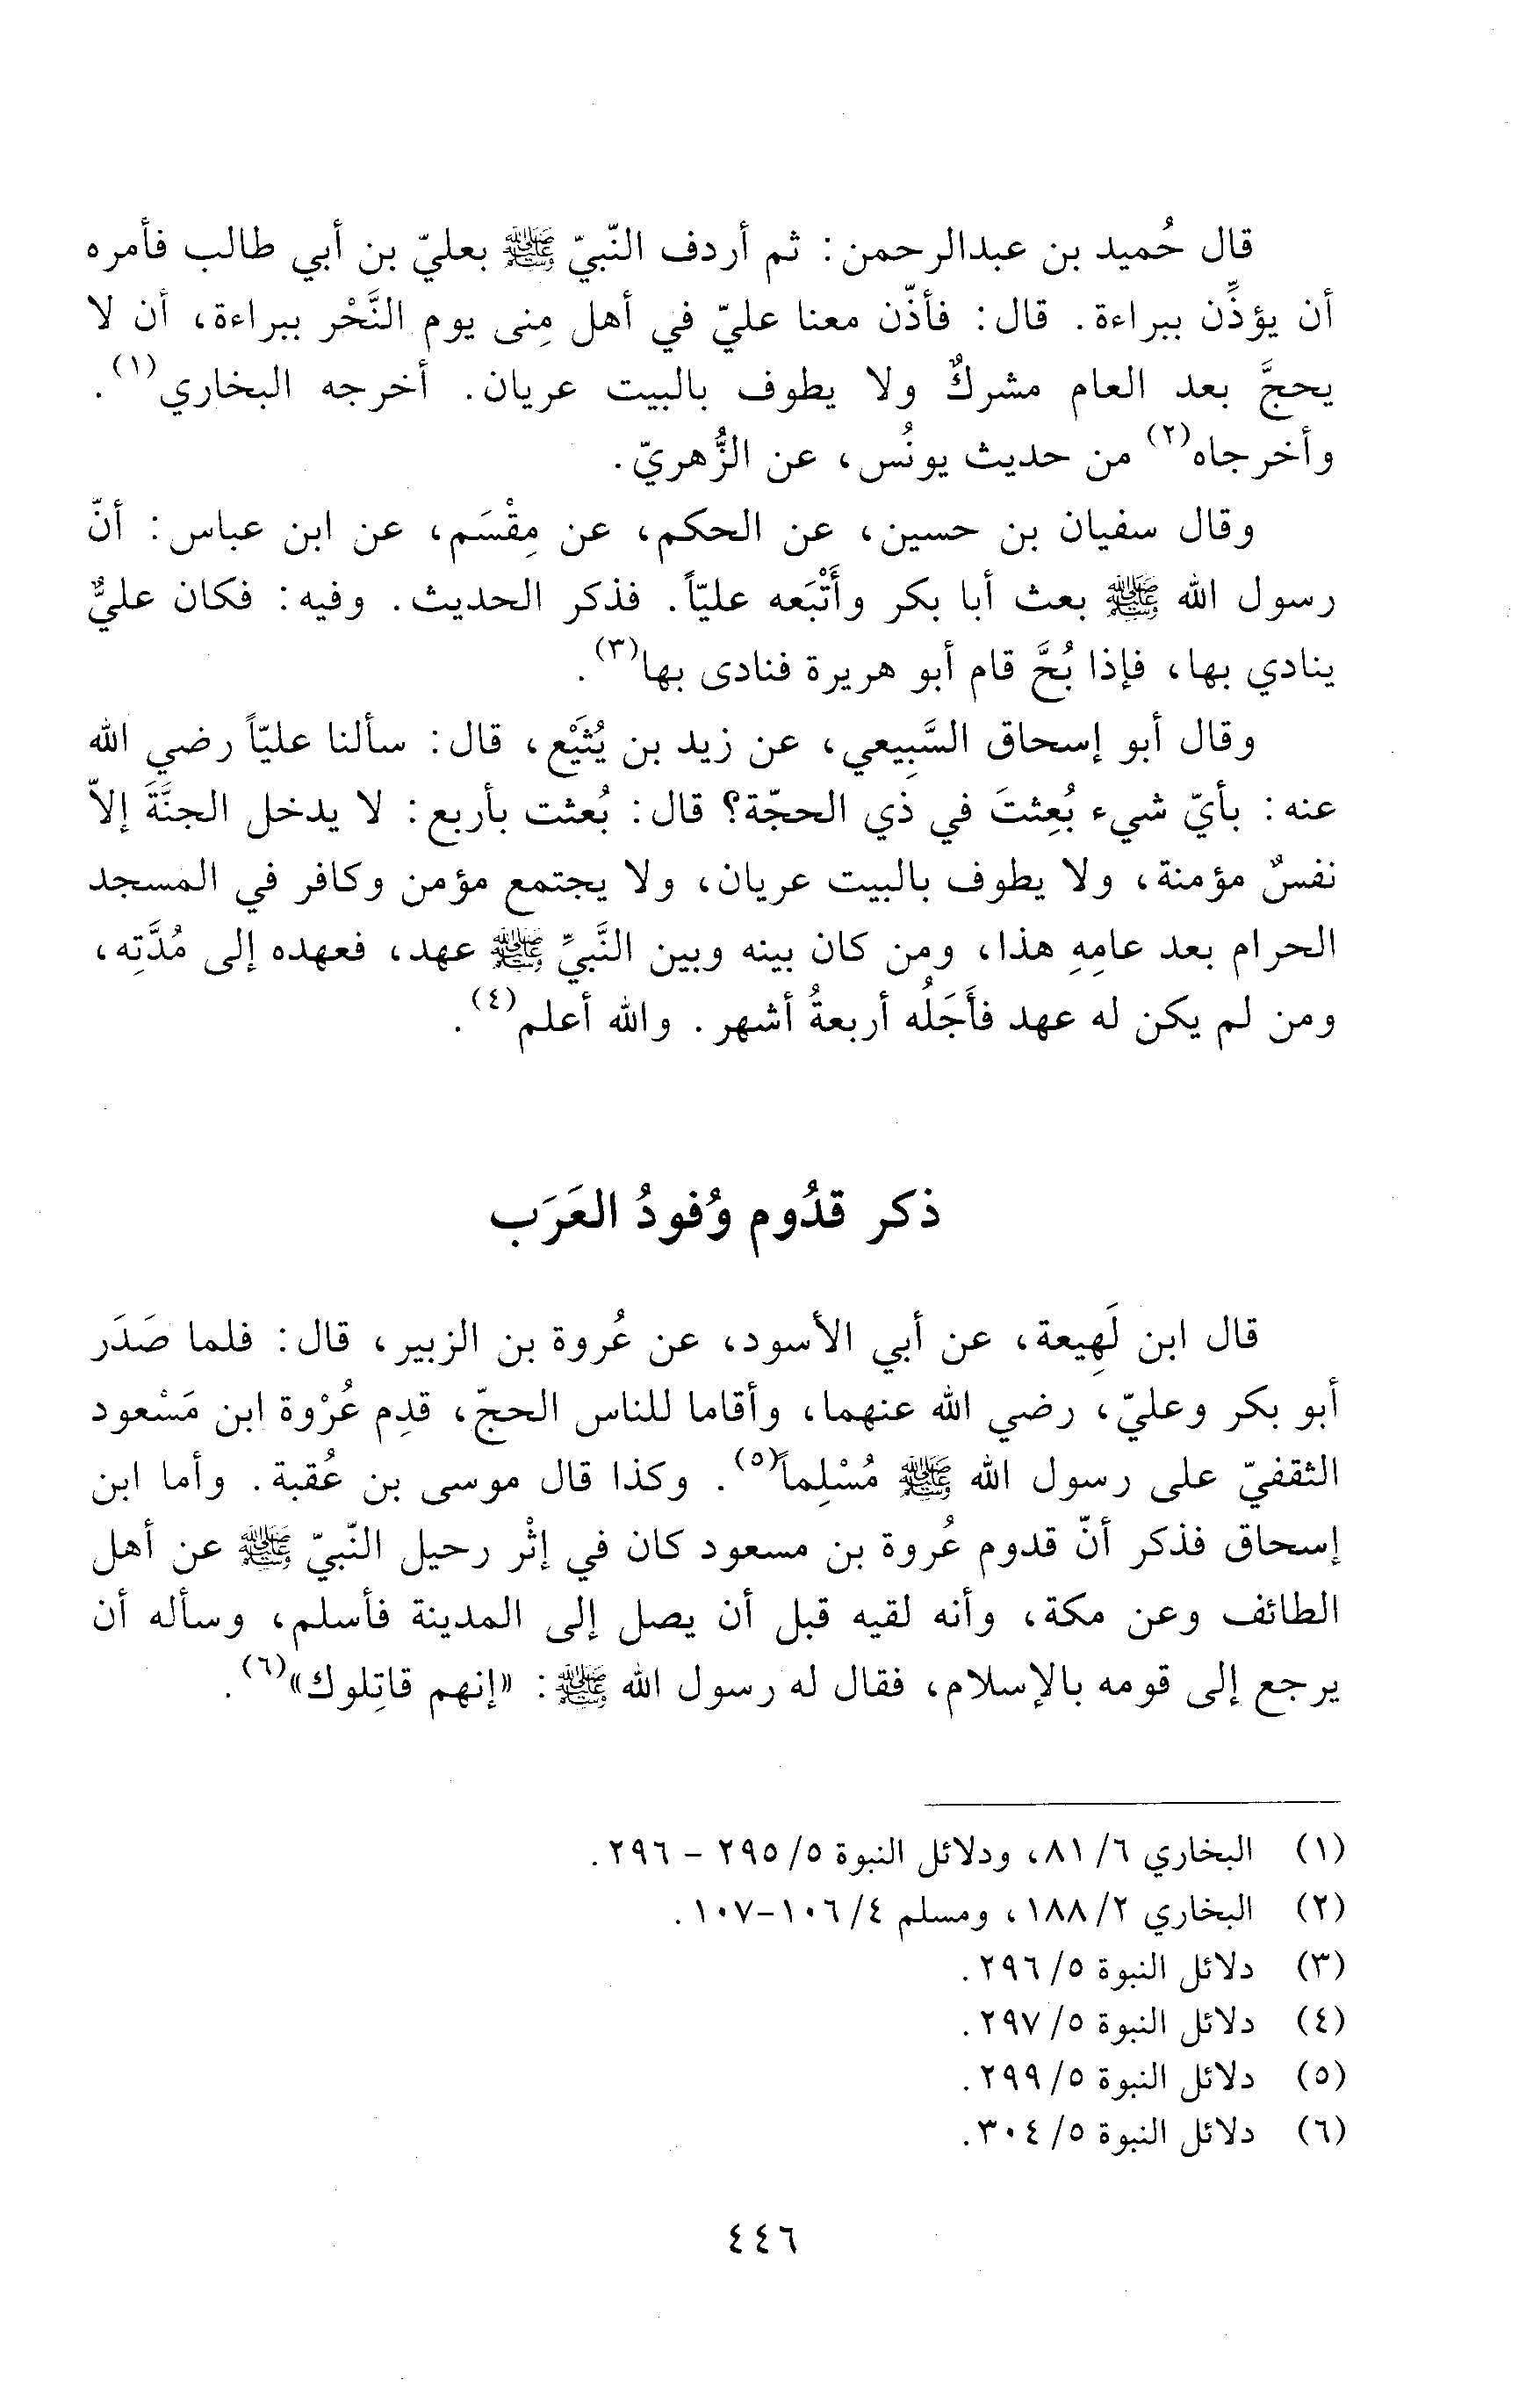 قال حُميد بن عبدالرحمن: ثم أردف النّبيّ ﷺ بعليّ بن أبي طالب فأمره
أن يؤذِّن ببراءة. قال: فأذّن معنا عليّ في أهل مِنى يوم النَّحْر ببراءة، أن لا
يحجَّ بعد العام مشركٌ ولا يطوف بالبيت عريان. أخرجه البخاري(١).
وأخرجاه(٢) من حديث يونُس، عن الزُّهريّ.
وقال سفيان بن حسين، عن الحكم، عن مِقْسَم، عن ابن عباس: أنّ
رسول الله ﷺ بعث أبا بكر وأَتْبَعه عليّاً. فذكر الحديث. وفيه: فكان عليٌّ
ينادي بها، فإذا بُحَّ قام أبو هريرة فنادى بها(٣).
وقال أبو إسحاق السَّبِيعي، عن زيد بن يُثَيْع، قال: سألنا عليّاً رضي الله
عنه: بأيّ شيء بُعِثتَ في ذي الحجّة؟ قال: بُعثت بأربع: لا يدخل الجنَّةَ إلاّ
نفسٌ مؤمنة، ولا يطوف بالبيت عريان، ولا يجتمع مؤمن وكافر في المسجد
الحرام بعد عامِهِ هذا، ومن كان بينه وبين النَّبيِّ ﷺ عهد، فعهده إلى مُدَّتِه،
ومن لم يكن له عهد فأَجَلُه أربعةُ أشهر. والله أعلم(٤).
ذكر قدُوم وُفودُ العَرَب
قال ابن لَهِيعة، عن أبي الأسود، عن عُروة بن الزبير، قال: فلما صَدَر
أبو بكر وعليّ، رضي الله عنهما، وأقاما للناس الحجّ، قدِم عُرْوة ابن مَسْعود
الثقفيّ على رسول الله ﷺ مُسْلِماً(٥). وكذا قال موسى بن عُقبة. وأما ابن
إسحاق فذكر أنّ قدوم عُروة بن مسعود كان في إثْر رحيل النّبيّ ﷺ عن أهل
الطائف وعن مكة، وأنه لقيه قبل أن يصل إلى المدينة فأسلم، وسأله أن
يرجع إلى قومه بالإسلام، فقال له رسول الله ﷺ: «إنهم قاتِلوك»(٦).
(١) البخاري ٦/ ٨١، ودلائل النبوة ٥/ ٢٩٥ - ٢٩٦.
(٢) البخاري ٢/ ١٨٨، ومسلم ٤/ ١٠٦-١٠٧.
(٣) دلائل النبوة ٥/ ٢٩٦.
(٤) دلائل النبوة ٥/ ٢٩٧.
(٥) دلائل النبوة ٥/ ٢٩٩.
(٦) دلائل النبوة ٥/ ٣٠٤.
٤٤٦